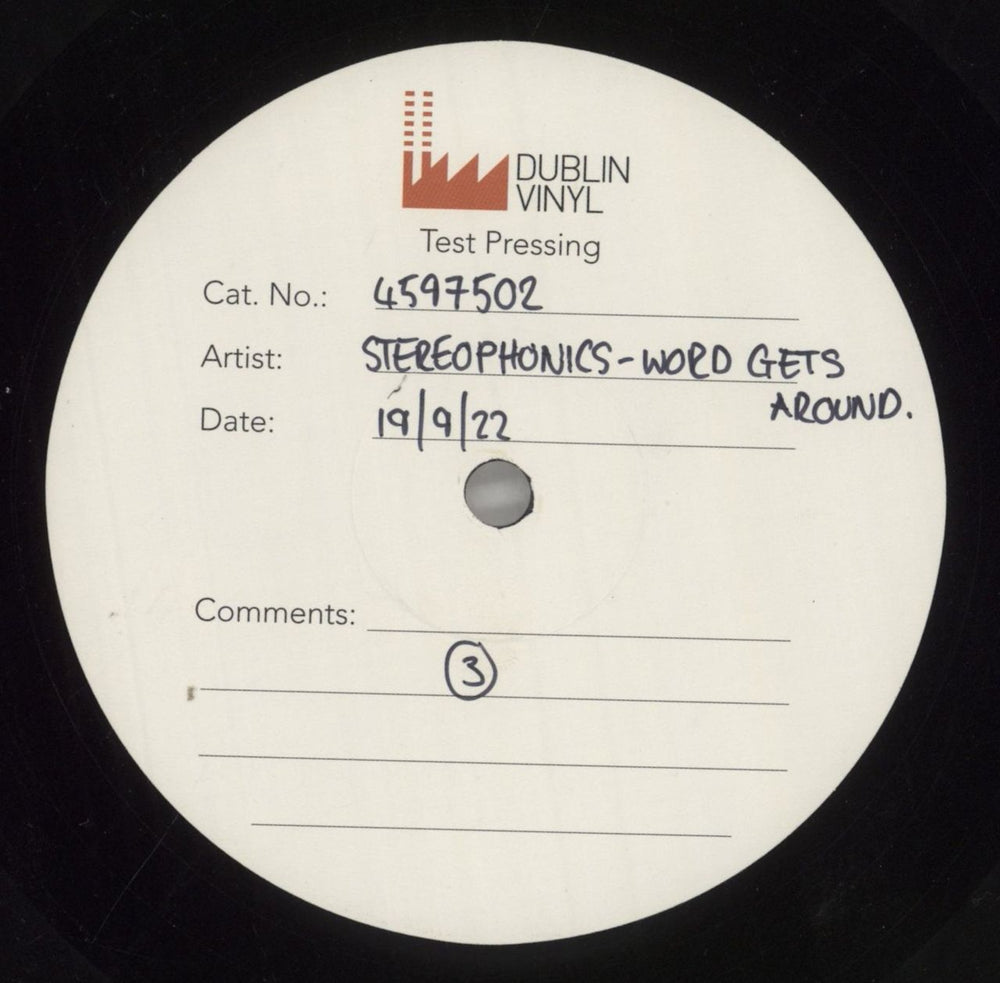 DUBLIN
VINYL
Test Pressing
Cat. No.: 4597502
Artist: STEREOPHONICS - WORD GETS
AROUND.
Date: 19/9/22
Comments:
3